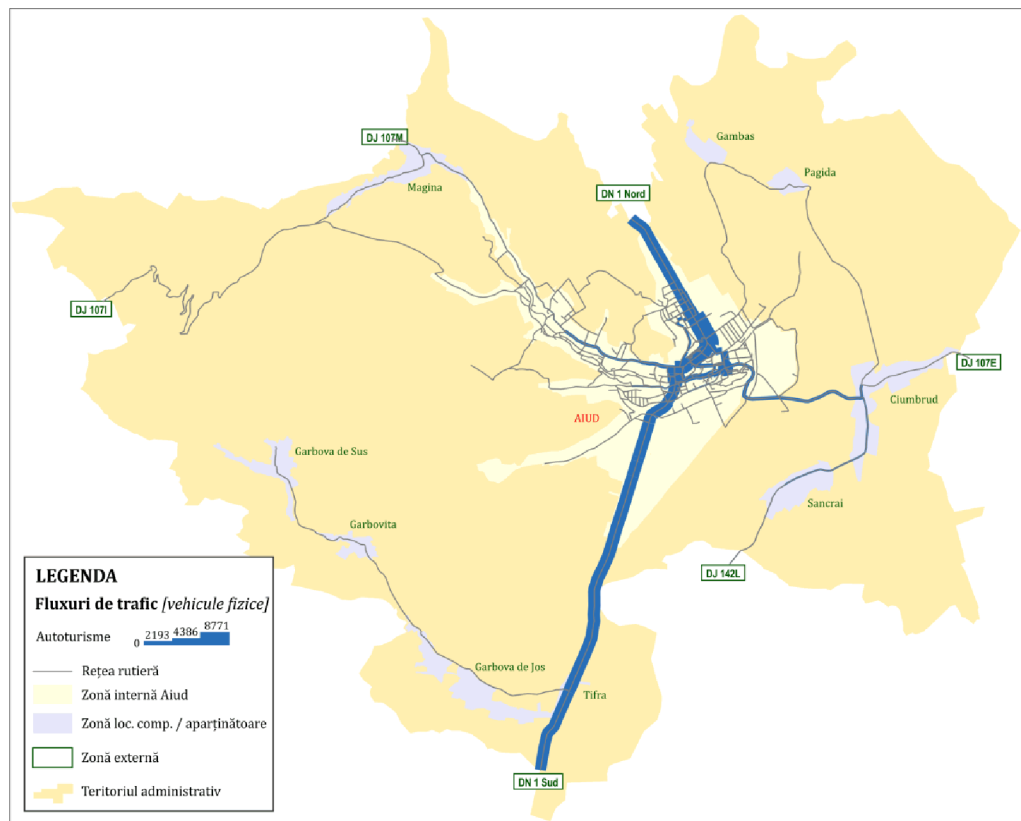 DJ 107M
Magina
Gambas
Pagida
DN 1 Nord
DJ 107I
DJ 107E
Ciumbrud
AIUD
Garbova de Sus
Sancrai
Garbovita
DJ 142L
Garbova de Jos
Tifra
DN 1 Sud
LEGENDA
Fluxuri de trafic [vehicule fizice]
Autoturisme 0 2193 4386 8771
Rețea rutieră
Zonă internă Aiud
Zonă loc. comp. / aparținătoare
Zonă externă
Teritoriul administrativ